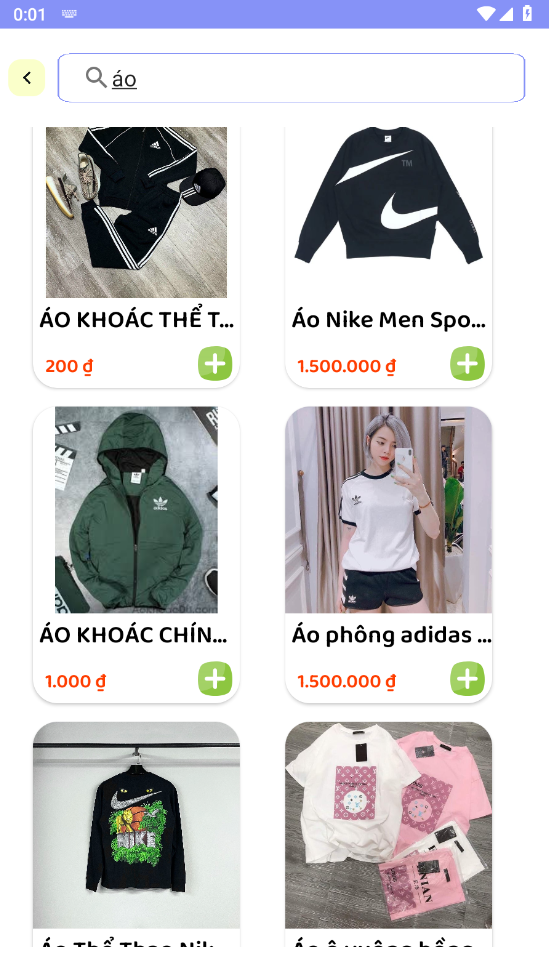 0:01
áo
TM
ÁO KHOÁC THỂ T...
Áo Nike Men Spo...
200 ₫
1.500.000 ₫
ÁO KHOÁC CHÍN...
Áo phông adidas ...
1.000 ₫
1.500.000 ₫